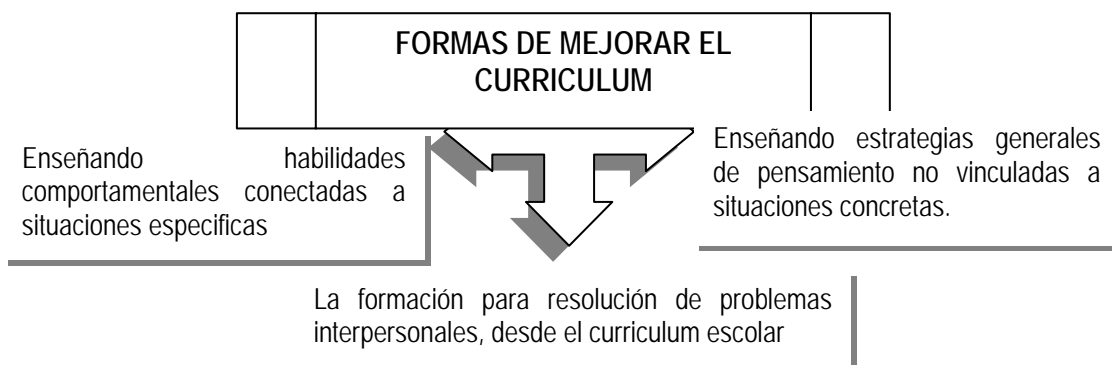 FORMAS DE MEJORAR EL
CURRICULUM
Enseñando habilidades
comportamentales conectadas a
situaciones especificas
Enseñando estrategias generales
de pensamiento no vinculadas a
situaciones concretas.
La formación para resolución de problemas
interpersonales, desde el curriculum escolar